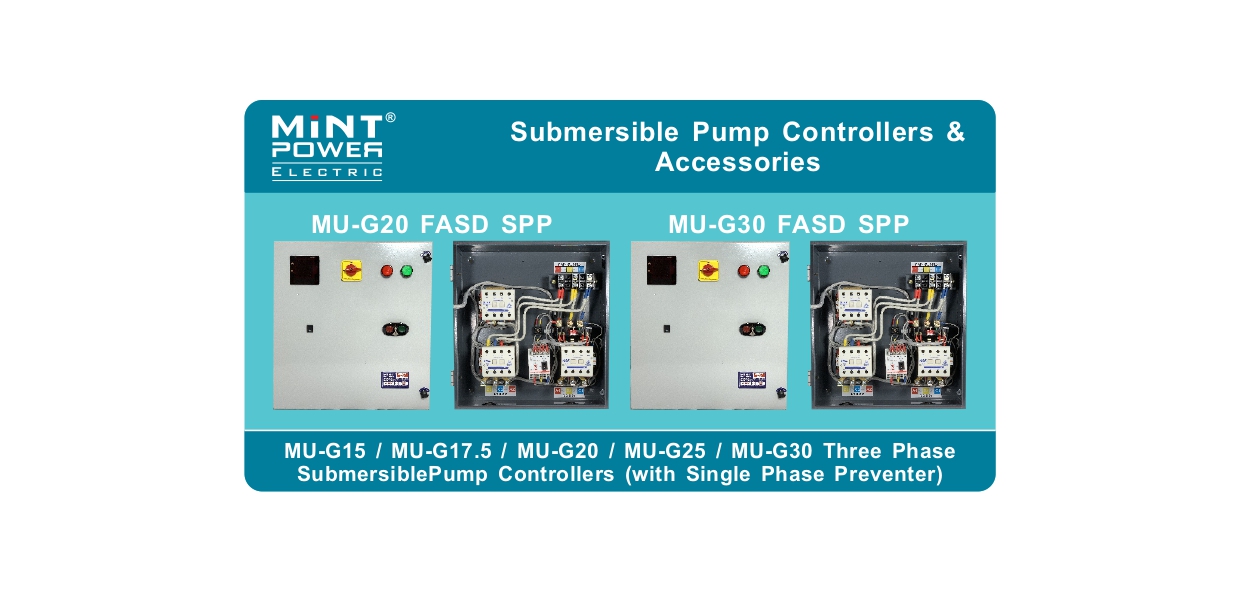 MiNT®
POWER
ELECTRIC
Submersible Pump Controllers &
Accessories
MU-G20 FASD SPP
MU-G30 FASD SPP
MU-G15 / MU-G17.5 / MU-G20 / MU-G25 / MU-G30 Three Phase
SubmersiblePump Controllers (with Single Phase Preventer)